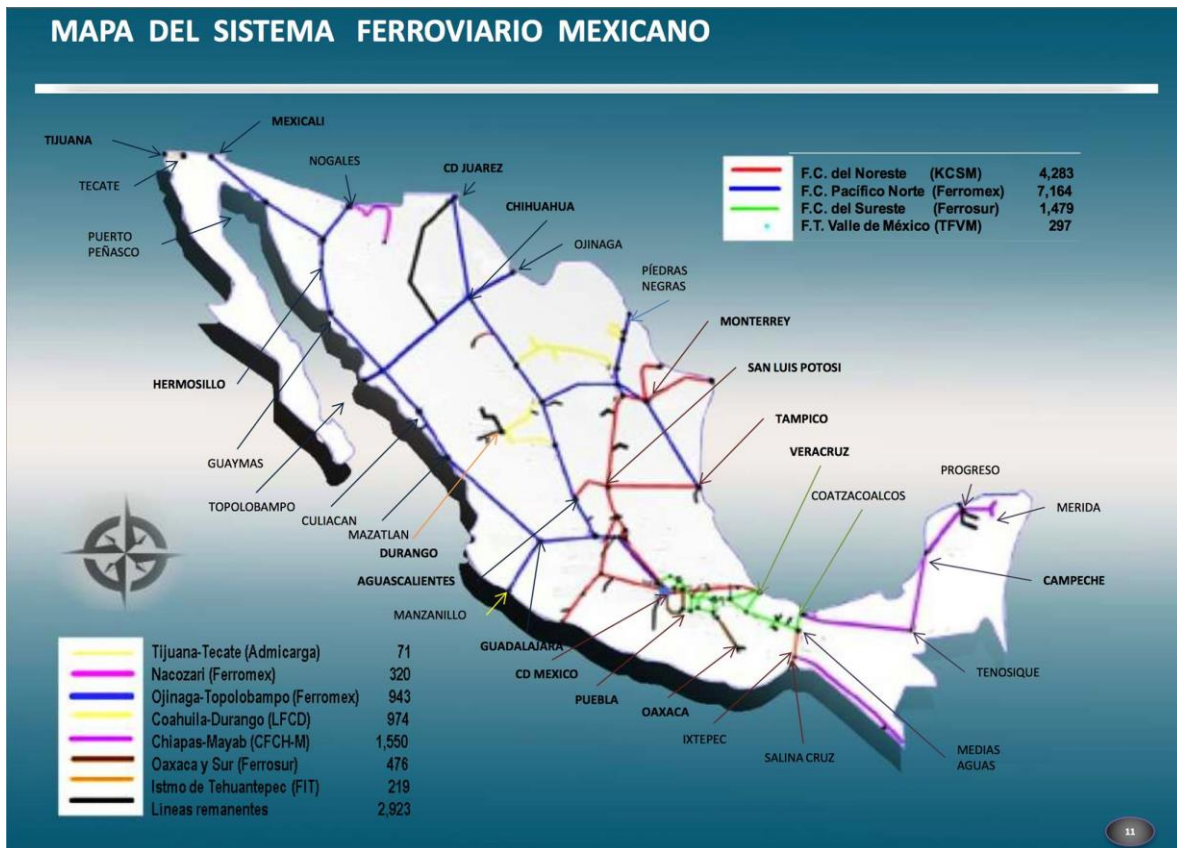 MAPA DEL SISTEMA FERROVIARIO MEXICANO
MEXICALI
TIJUANA
TECATE
NOGALES
CD JUAREZ
CHIHUAHUA
OJINAGA
PUERTO
PEÑASCO
PÍEDRAS
NEGRAS
MONTERREY
SAN LUIS POTOSI
HERMOSILLO
TAMPICO
VERACRUZ
GUAYMAS
COATZACOALCOS
PROGRESO
TOPOLOBAMPO
MERIDA
CULIACAN
MAZATLAN
DURANGO
AGUASCALIENTES
CAMPECHE
MANZANILLO
GUADALAJARA
CD MEXICO
TENOSIQUE
PUEBLA
OAXACA
IXTEPEC
SALINA CRUZ
MEDIAS
AGUAS
F.C. del Noreste (KCSM) 4,283
F.C. Pacífico Norte (Ferromex) 7,164
F.C. del Sureste (Ferrosur) 1,479
F.T. Valle de México (TFVM) 297
Tijuana-Tecate (Admicarga) 71
Nacozari (Ferromex) 320
Ojinaga-Topolobampo (Ferromex) 943
Coahuila-Durango (LFCD) 974
Chiapas-Mayab (CFCH-M) 1,550
Oaxaca y Sur (Ferrosur) 476
Istmo de Tehuantepec (FIT) 219
Lineas remanentes 2,923
11